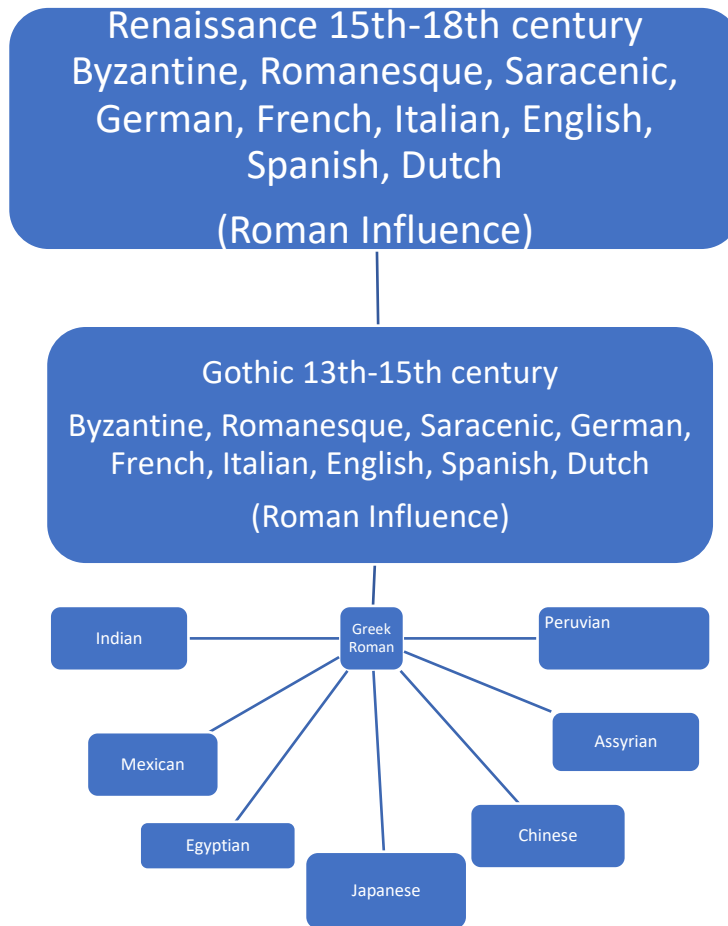 Renaissance 15th-18th century
Byzantine, Romanesque, Saracenic,
German, French, Italian, English,
Spanish, Dutch
(Roman Influence)
Gothic 13th-15th century
Byzantine, Romanesque, Saracenic, German,
French, Italian, English, Spanish, Dutch
(Roman Influence)
Greek
Roman
Indian
Peruvian
Mexican
Assyrian
Egyptian
Chinese
Japanese